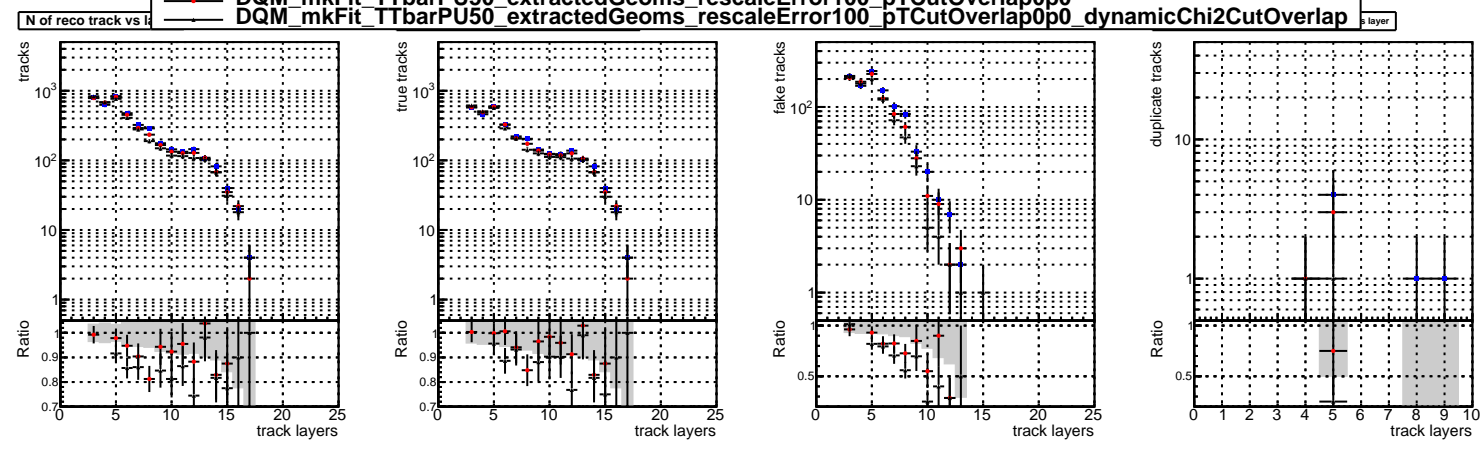 DQM_mkFit_TTbarPU50_extractedGeoms_rescaleError100_pTCutOverlap0p0
DQM_mkFit_TTbarPU50_extractedGeoms_rescaleError100_pTCutOverlap0p0_dynamicChi2CutOverlap
N of reco track vs la
s layer
tracks
10³
10²
10
1
Ratio
1
0.9
0.8
0.7
0 5 10 15 20 25
track layers
true tracks
10³
10²
10
1
Ratio
1
0.9
0.8
0.7
0 5 10 15 20 25
track layers
fake tracks
10²
10
1
Ratio
1
0.5
0 5 10 15 20 25
track layers
duplicate tracks
10
1
Ratio
1
0.5
0 1 2 3 4 5 6 7 8 9 10
track layers